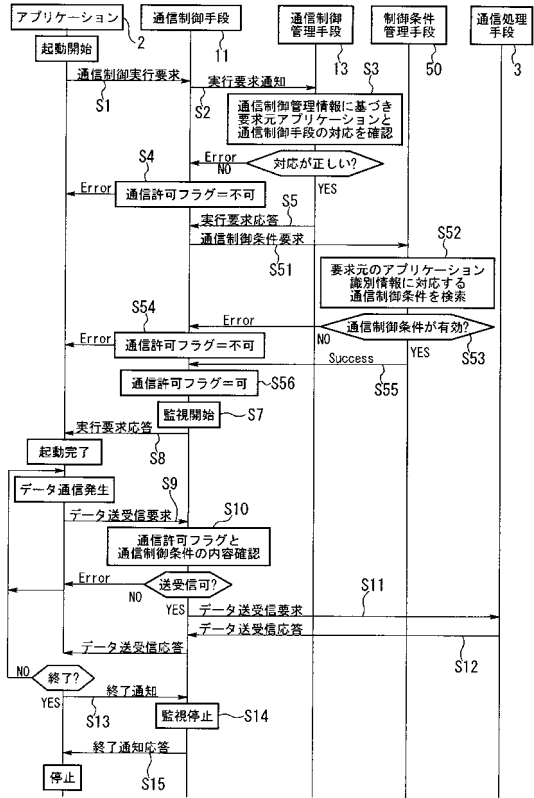 アプリケーション
2
通信制御手段
11
通信制御
管理手段
13
制御条件
管理手段
50
通信処理
手段
3
起動開始
通信制御実行要求
S1
実行要求通知
S2
S3
通信制御管理情報に基づき
要求元アプリケーションと
通信制御手段の対応を確認
対応が正しい?
Error
NO
YES
S4
通信許可フラグ=不可
Error
S5
実行要求応答
通信制御条件要求
S51
S52
要求元のアプリケーション
識別情報に対応する
通信制御条件を検索
通信制御条件が有効?
S53
Error
NO
YES
S54
通信許可フラグ=不可
Error
Success
S55
通信許可フラグ=可
S56
監視開始
S7
実行要求応答
S8
起動完了
データ通信発生
S9
データ送受信要求
S10
通信許可フラグと
通信制御条件の内容確認
送受信可?
Error
NO
YES
S11
データ送受信要求
データ送受信応答
S12
データ送受信応答
NO
終了?
YES
終了通知
S13
監視停止
S14
終了通知応答
S15
停止